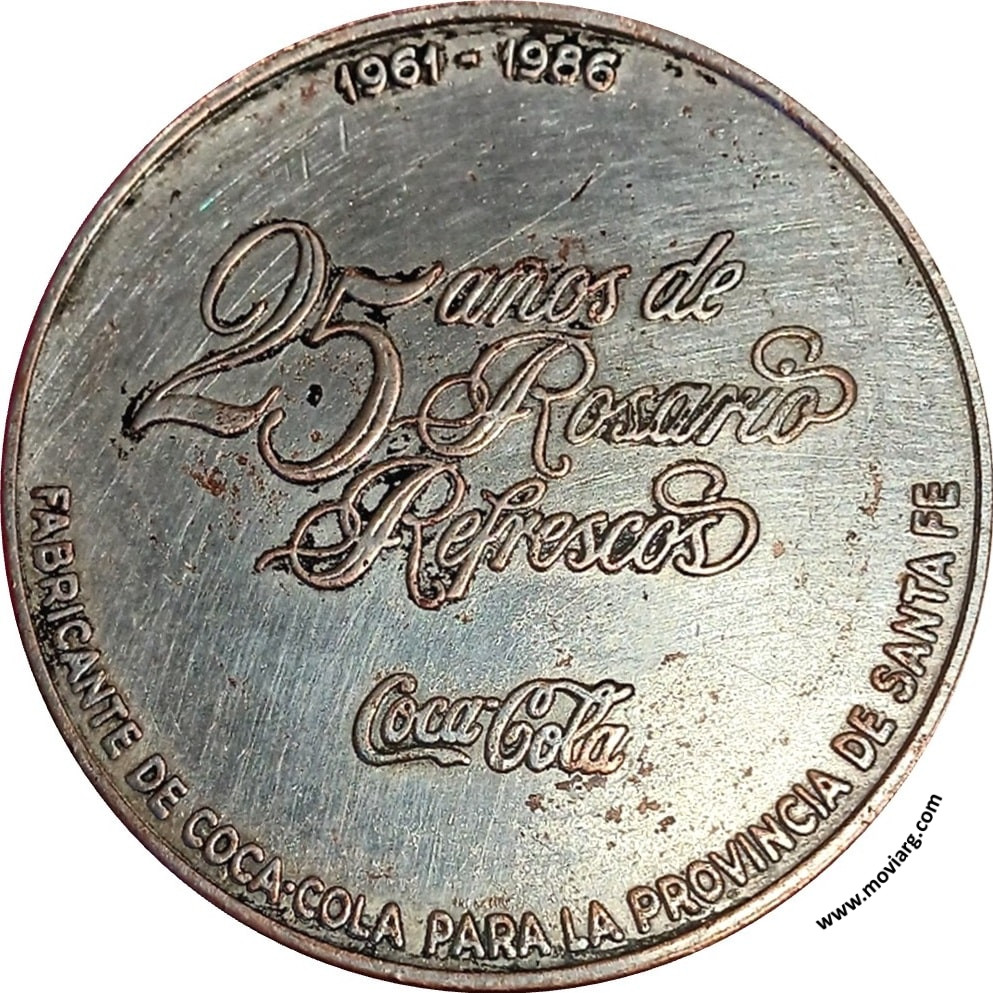 1961 - 1986
25 años de
Rosario
Refrescos
Coca-Cola
FABRICANTE DE COCA-COLA PARA LA PROVINCIA DE SANTA FE
www.moviarg.com